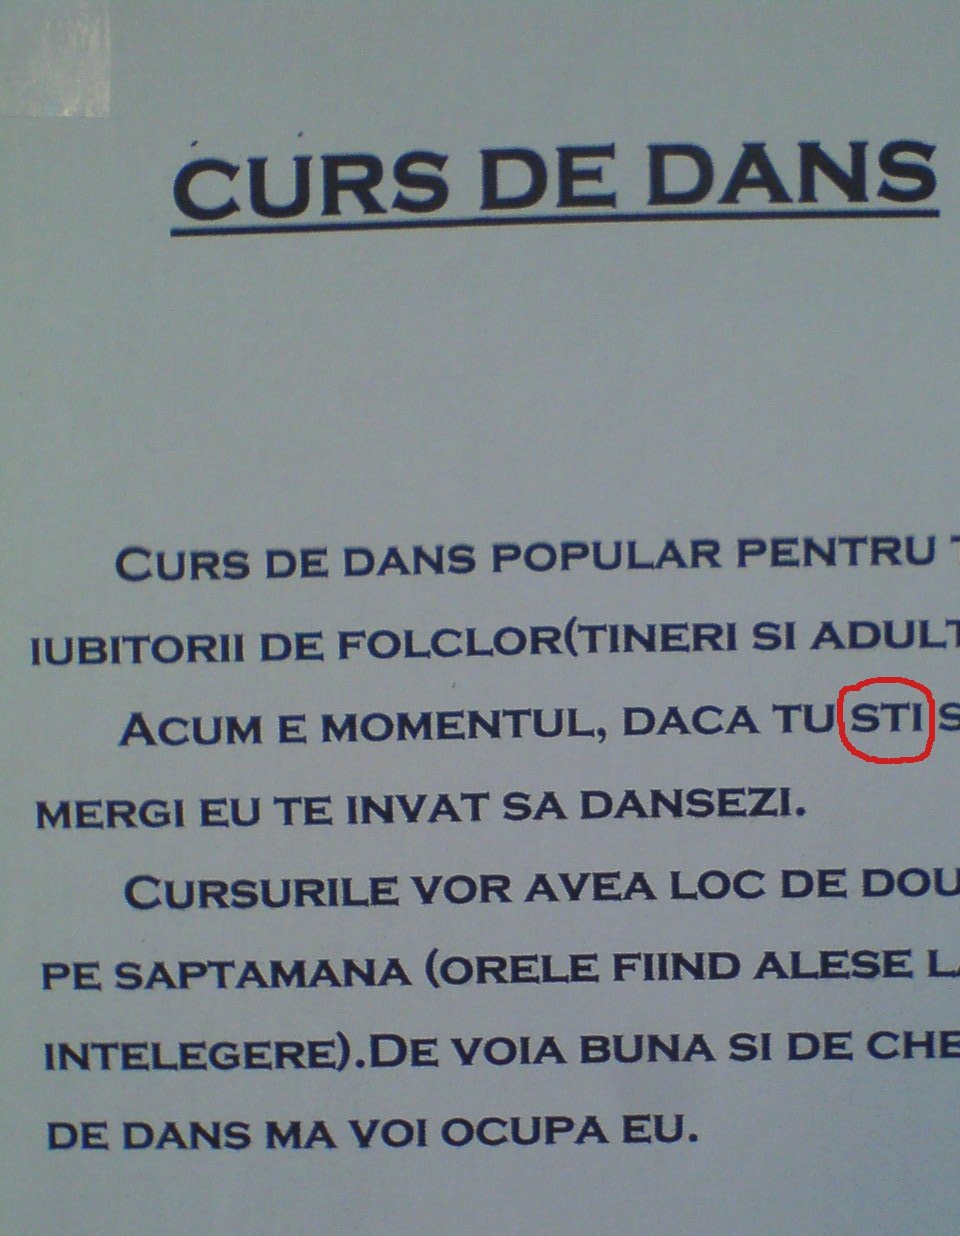 CURS DE DANS
CURS DE DANS POPULAR PENTRU
IUBITORII DE FOLCLOR(TINERI SI
ACUM E MOMENTUL, DACA TU STI
MERGI EU TE INVAT SA DANSEZI.
CURSURILE VOR AVEA LOC DE
PE SAPTAMANA (ORELE FIIND ALESE
INTELEGERE).DE VOIA BUNA SI DE
DE DANS MA VOI OCUPA EU.